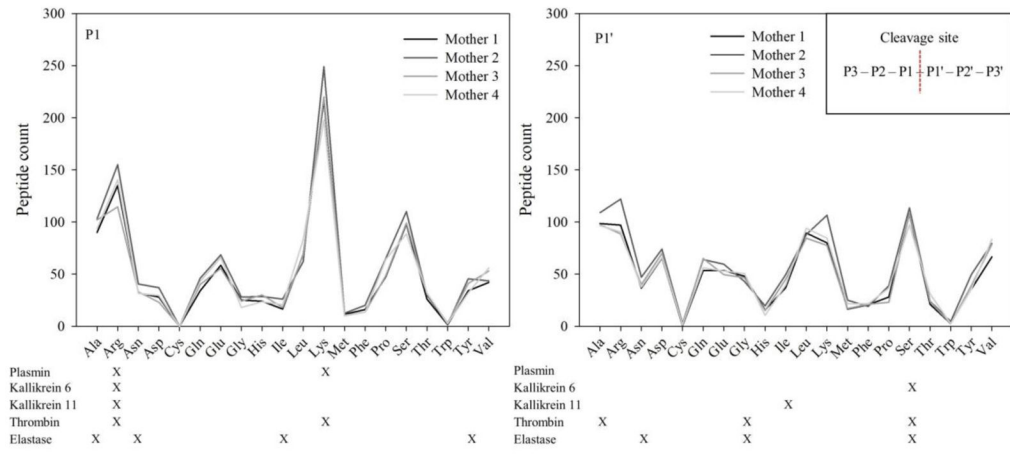 P1
300
250
200
150
100
50
0
Peptide count
Mother 1
Mother 2
Mother 3
Mother 4
Ala Arg Asn Asp Cys Gln Glu Gly His Ile Leu Lys Met Phe Pro Ser Thr Trp Tyr Val
Plasmin X X
Kallikrein 6 X
Kallikrein 11 X
Thrombin X X
Elastase X X X X
P1'
300
250
200
150
100
50
0
Peptide count
Mother 1
Mother 2
Mother 3
Mother 4
Cleavage site
P3 – P2 – P1 – P1' – P2' – P3'
Ala Arg Asn Asp Cys Gln Glu Gly His Ile Leu Lys Met Phe Pro Ser Thr Trp Tyr Val
Plasmin
Kallikrein 6 X
Kallikrein 11 X
Thrombin X X X
Elastase X X X